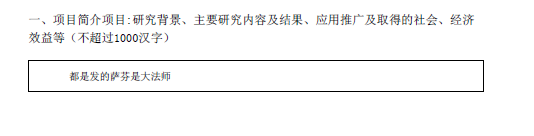 一、项目简介项目:研究背景、主要研究内容及结果、应用推广及取得的社会、经济
效益等（不超过1000汉字）
都是发的萨芬是大法师